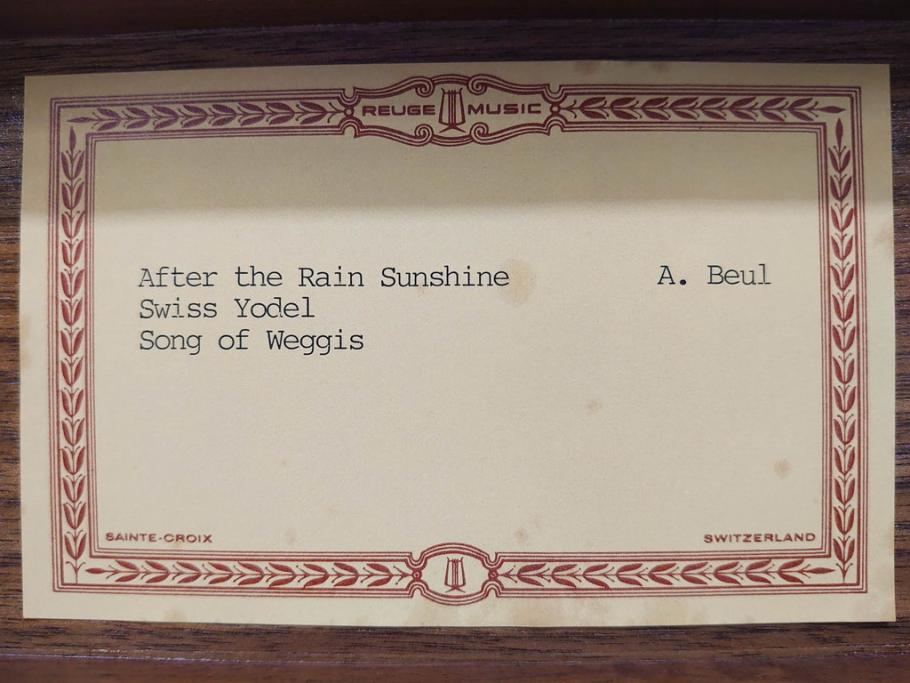 REUGE MUSIC
After the Rain Sunshine A. Beul
Swiss Yodel
Song of Weggis
SAINTE-CROIX SWITZERLAND